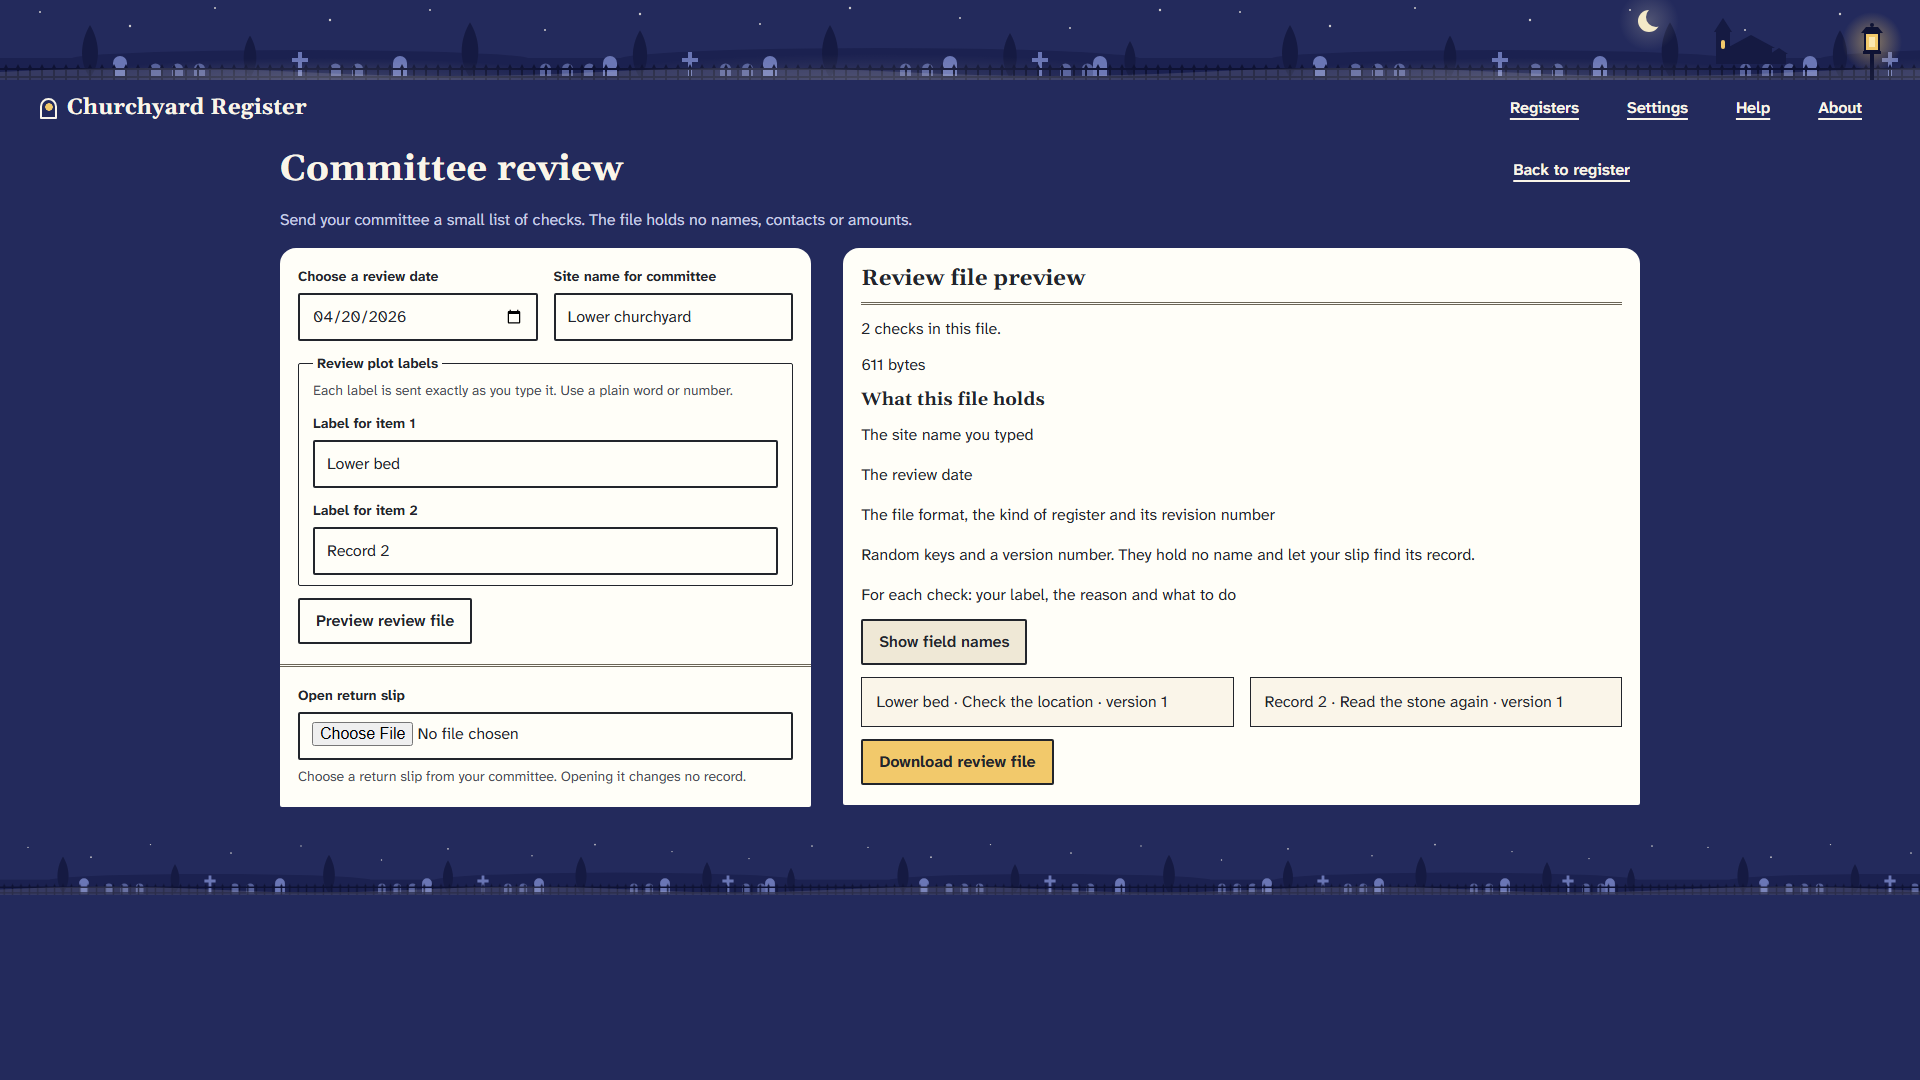 Churchyard Register
Registers
Settings
Help
About
Committee review
Back to register
Send your committee a small list of checks. The file holds no names, contacts or amounts.
Choose a review date
04/20/2026
Site name for committee
Lower churchyard
Review plot labels
Each label is sent exactly as you type it. Use a plain word or number.
Label for item 1
Lower bed
Label for item 2
Record 2
Preview review file
Open return slip
Choose File No file chosen
Choose a return slip from your committee. Opening it changes no record.
Review file preview
2 checks in this file.
611 bytes
What this file holds
The site name you typed
The review date
The file format, the kind of register and its revision number
Random keys and a version number. They hold no name and let your slip find its record.
For each check: your label, the reason and what to do
Show field names
Lower bed · Check the location · version 1
Record 2 · Read the stone again · version 1
Download review file